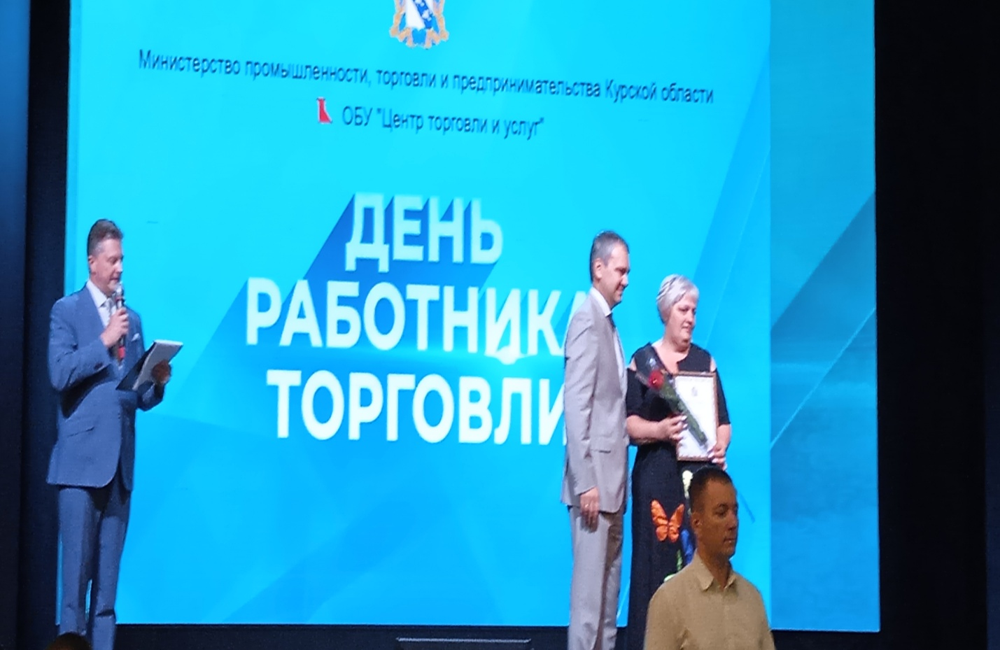 Министерство промышленности, торговли и предпринимательства Курской области
ОБУ "Центр торговли и услуг"
ДЕНЬ
РАБОТНИКА
ТОРГОВЛИ